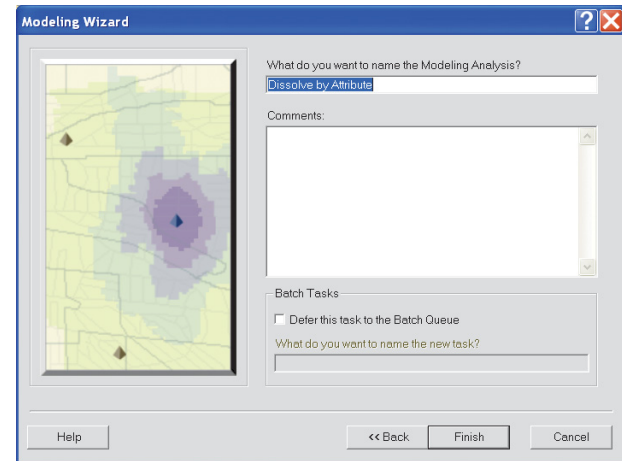 Modeling Wizard
What do you want to name the Modeling Analysis?
Dissolve by Attribute
Comments:
Batch Tasks
Defer this task to the Batch Queue
What do you want to name the new task?
Help
<< Back
Finish
Cancel